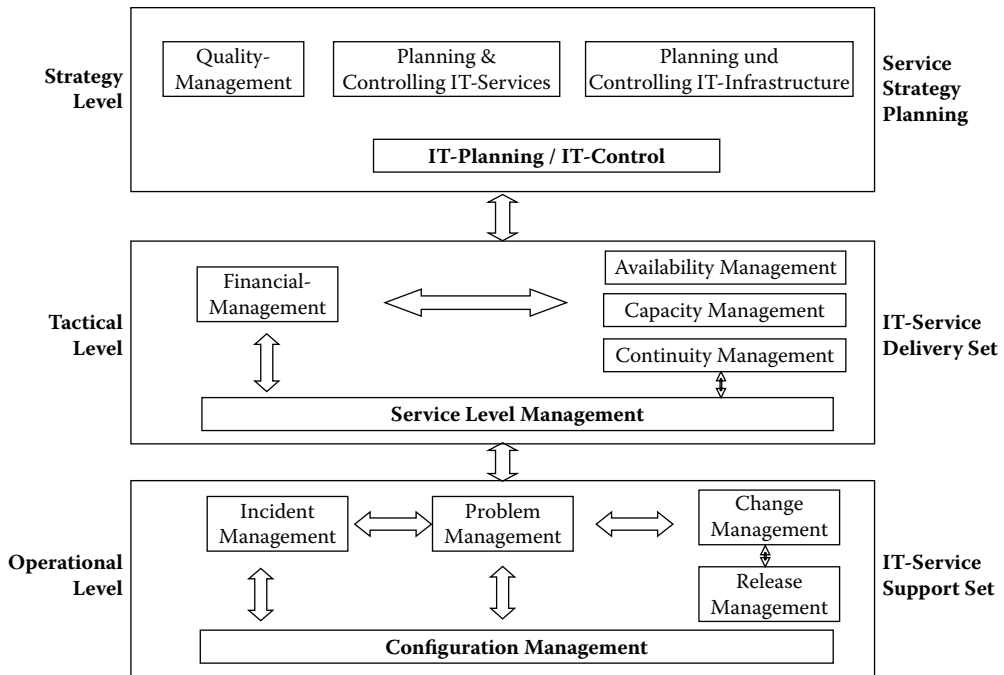 Strategy
Level
Quality-
Management
Planning &
Controlling IT-Services
Planning und
Controlling IT-Infrastructure
IT-Planning / IT-Control
Service
Strategy
Planning
Tactical
Level
Financial-
Management
Availability Management
Capacity Management
Continuity Management
Service Level Management
IT-Service
Delivery Set
Operational
Level
Incident
Management
Problem
Management
Change
Management
Release
Management
Configuration Management
IT-Service
Support Set